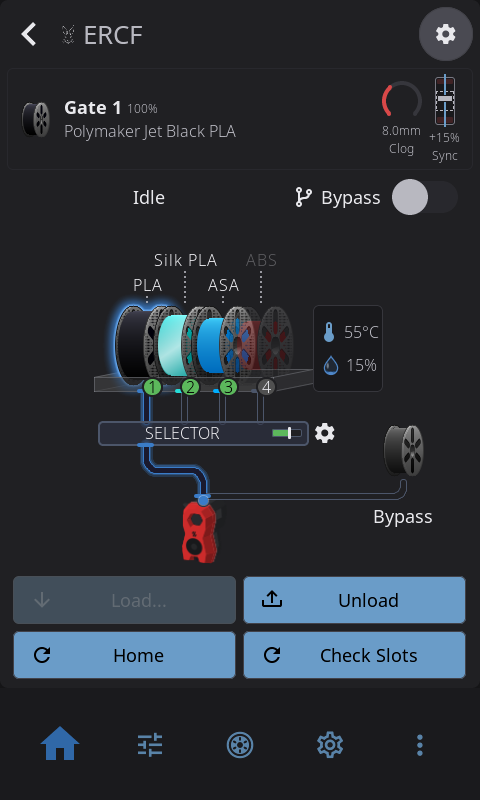 ERCF
Gate 1 100%
Polymaker Jet Black PLA
8.0mm
Clog
+15%
Sync
Idle
Bypass
Silk PLA
ABS
PLA
ASA
55°C
15%
1 2 3 4
SELECTOR
Bypass
Load...
Unload
Home
Check Slots